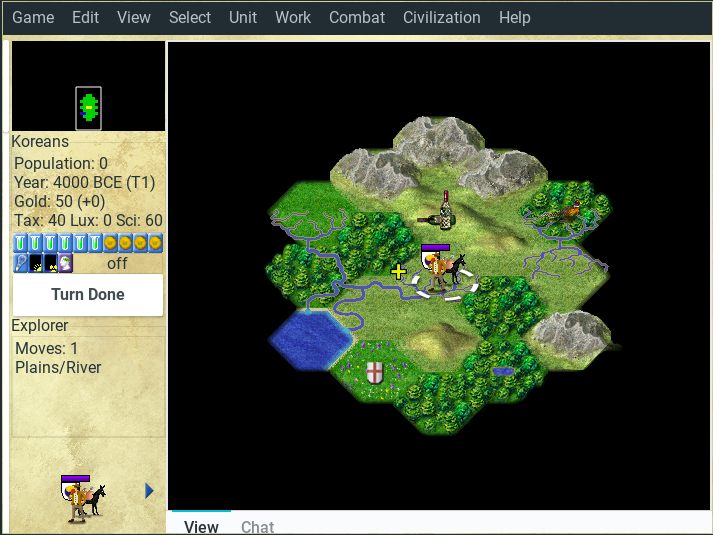 Game Edit View Select Unit Work Combat Civilization Help
Koreans
Population: 0
Year: 4000 BCE (T1)
Gold: 50 (+0)
Tax: 40 Lux: 0 Sci: 60
off
Turn Done
Explorer
Moves: 1
Plains/River
View Chat